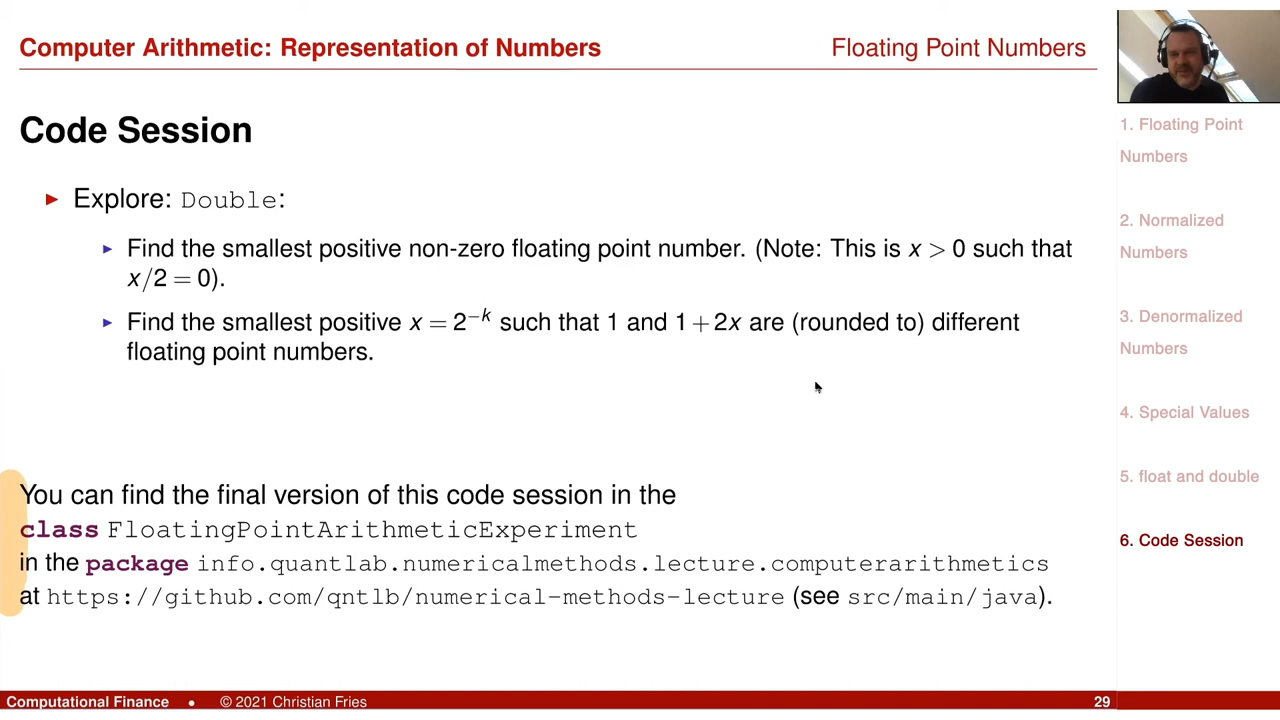 Computer Arithmetic: Representation of Numbers
Floating Point Numbers
Code Session
► Explore: Double:
► Find the smallest positive non-zero floating point number. (Note: This is x > 0 such that
x/2 = 0).
► Find the smallest positive x = 2^{−k} such that 1 and 1 + 2x are (rounded to) different
floating point numbers.
You can find the final version of this code session in the
class FloatingPointArithmeticExperiment
in the package info.quantlab.numericalmethods.lecture.computerarithmetics
at https://github.com/qntlb/numerical-methods-lecture (see src/main/java).
1. Floating Point
Numbers
2. Normalized
Numbers
3. Denormalized
Numbers
4. Special Values
5. float and double
6. Code Session
Computational Finance • © 2021 Christian Fries
29